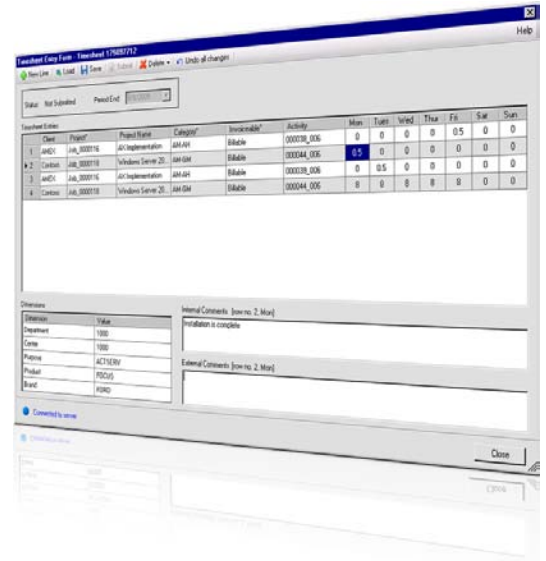 Timesheet Entry Form - Timesheet 175082712
Help
New Line Load Save Submit Delete Undo all changes
Status: Not Submitted Period End:
Timesheet Entries
Client Project* Project Name Category* Invoiceable* Activity Mon Tues Wed Thur Fri Sat Sun
1 AMEX Job_0000116 AX Implementation AM-AH Billable 000038_006 0 0 0 0 0.5 0 0
2 Contoso Job_0000118 Windows Server 20... AM-GM Billable 000044_006 0.5 0 0 0 0 0 0
3 AMEX Job_0000116 AX Implementation AM-AH Billable 000039_006 0 0.5 0 0 0 0 0
4 Contoso Job_0000118 Windows Server 20... AM-GM Billable 000044_006 8 8 8 8 8 0 0
Dimensions
Dimension Value
Department 1000
Centre 1000
Purpose ACTSERV
Product FOCUS
Brand
Internal Comments [row no. 2, Mon]
Installation is complete
External Comments [row no. 2, Mon]
Connected to server
Close